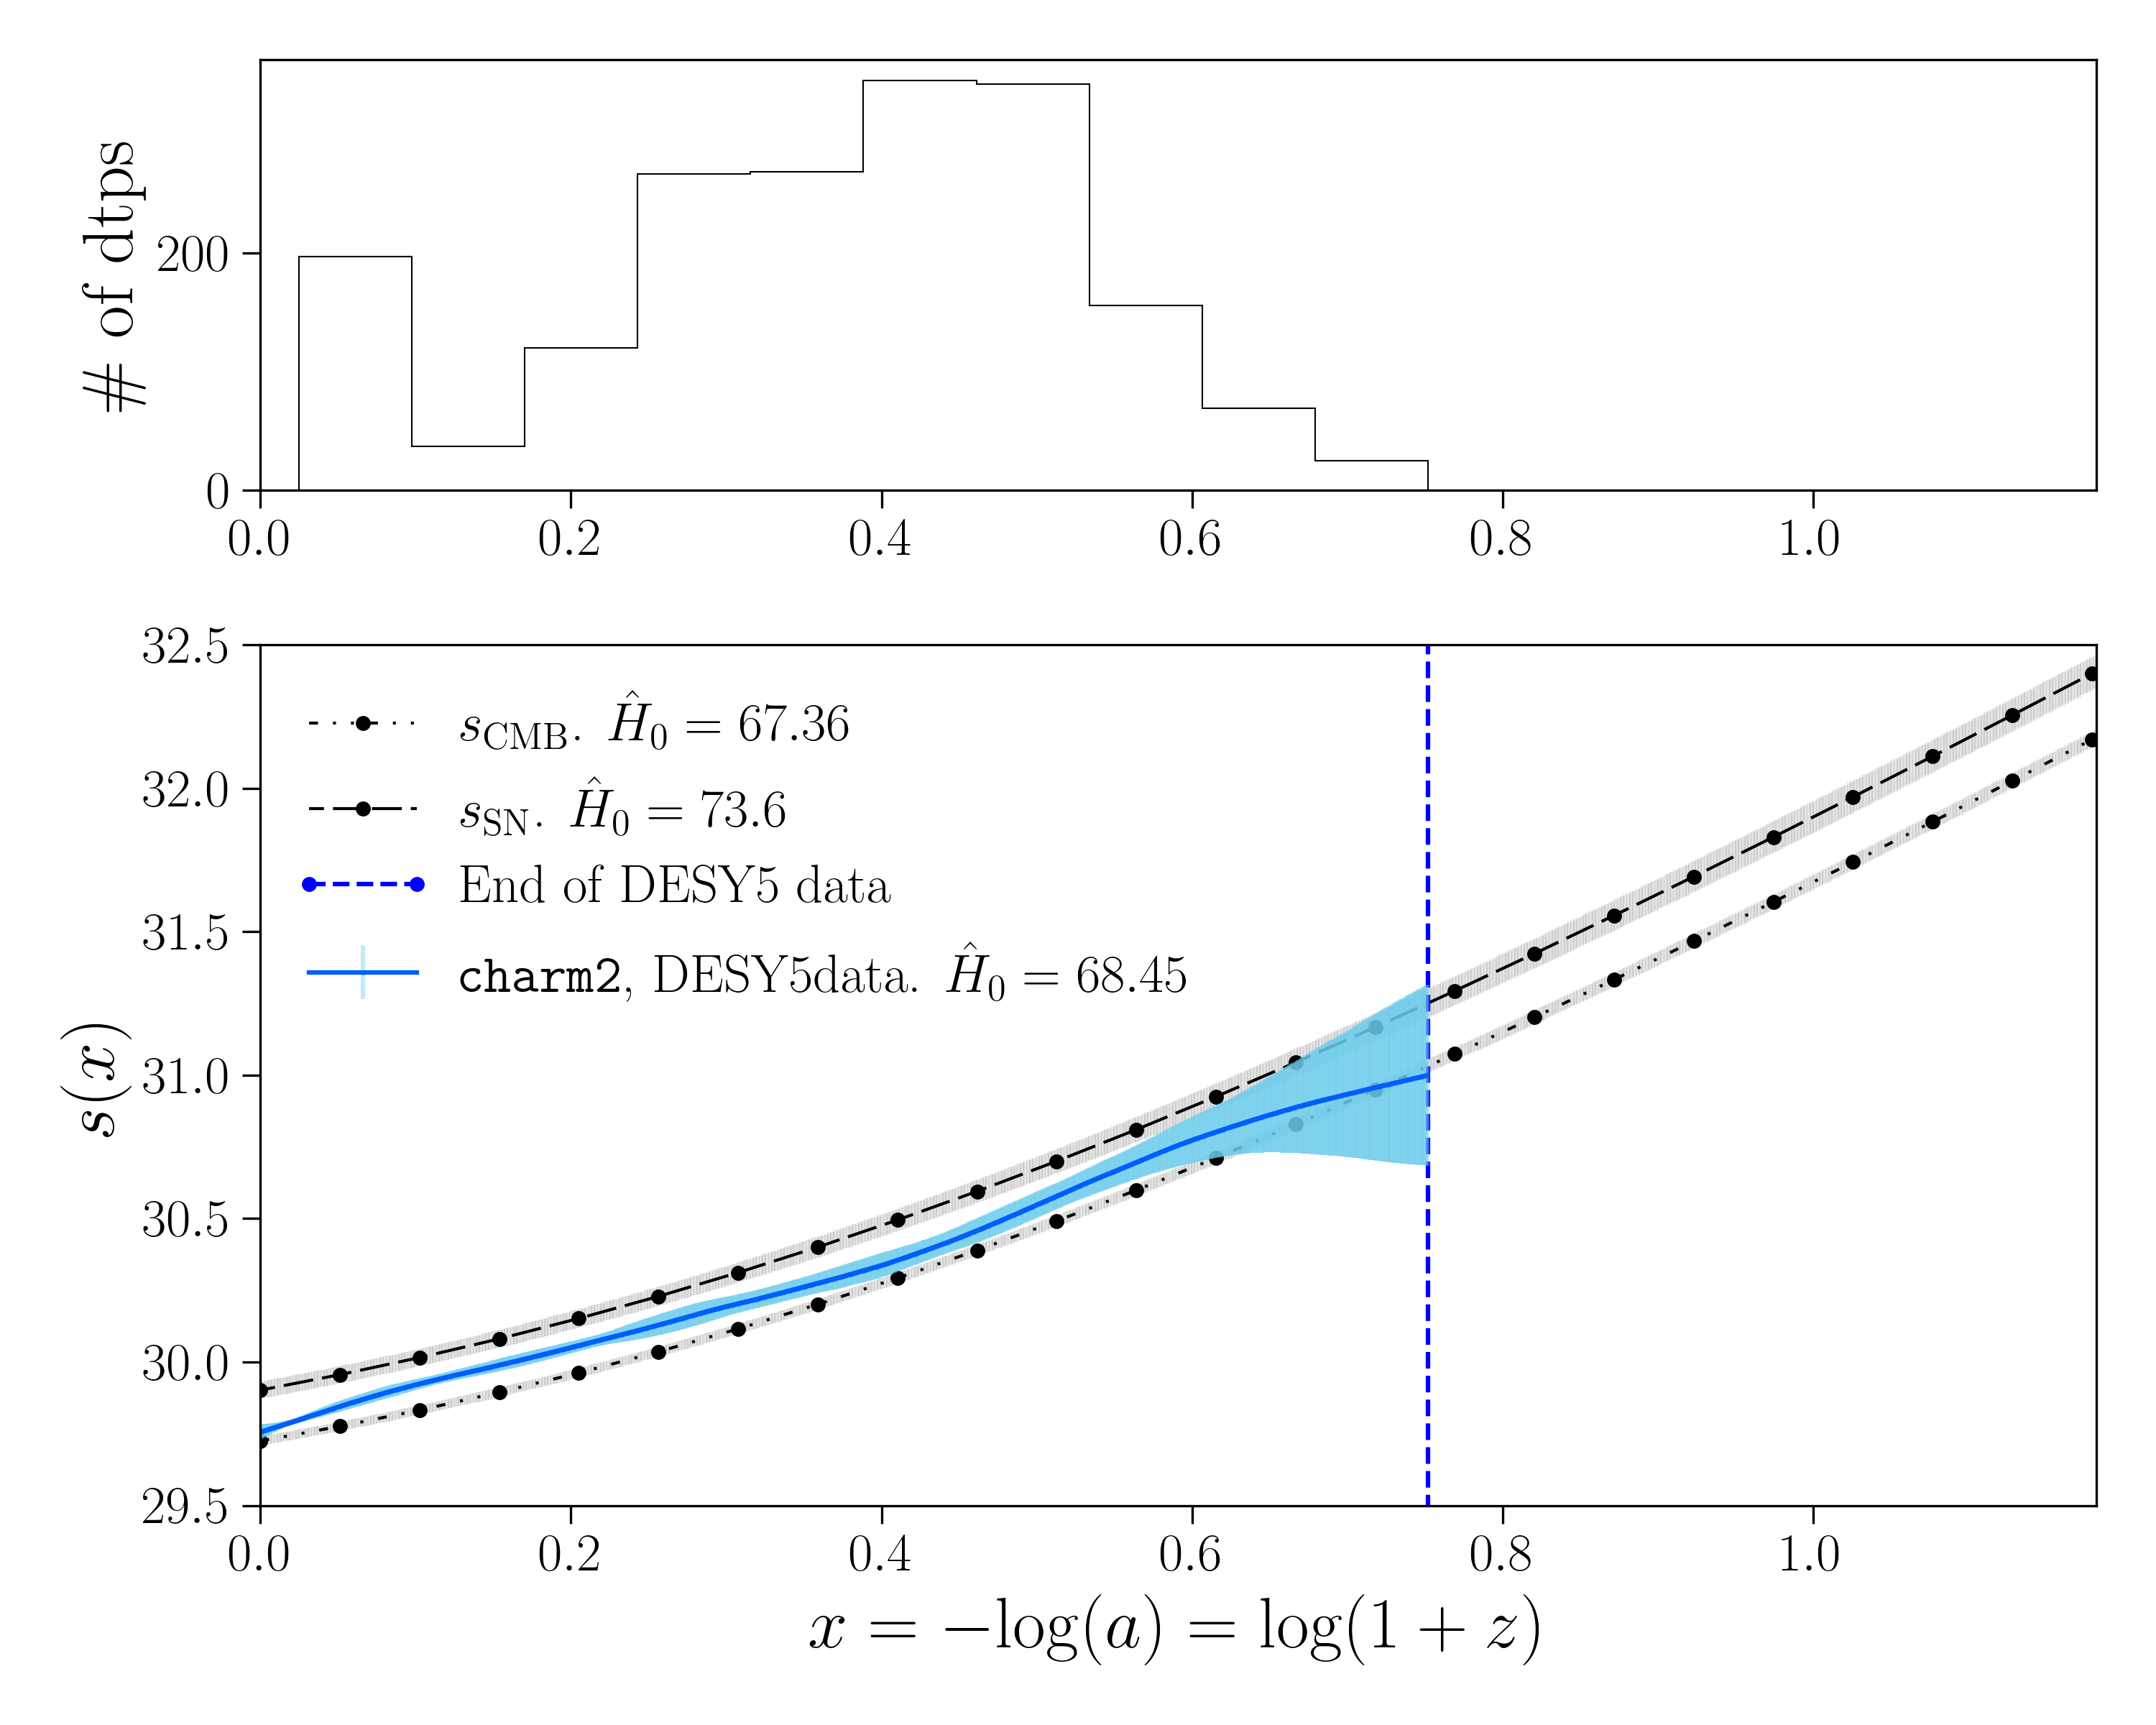 # of dtps
200
0
0.0 0.2 0.4 0.6 0.8 1.0
s(x)
32.5
32.0
31.5
31.0
30.5
30.0
29.5
s_CMB. Ĥ_0 = 67.36
s_SN. Ĥ_0 = 73.6
End of DESY5 data
charm2, DESY5data. Ĥ_0 = 68.45
0.0 0.2 0.4 0.6 0.8 1.0
x = −log(a) = log(1 + z)